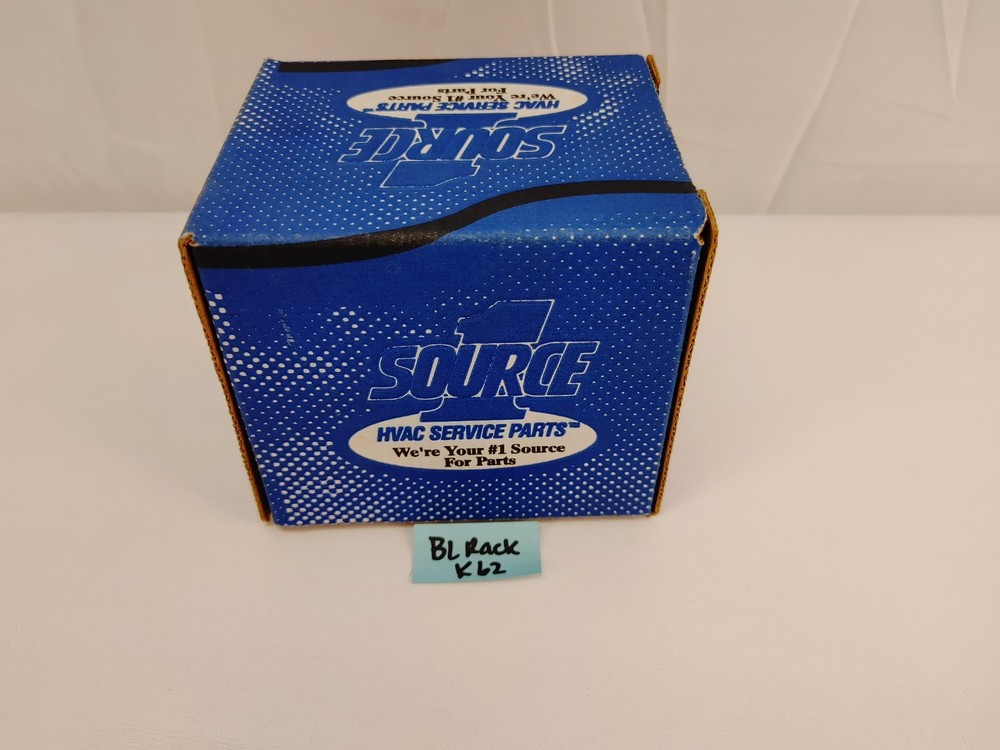 We're Your #1 Source
For Parts
HVAC SERVICE PARTS™
SOURCE
1
1
SOURCE
HVAC SERVICE PARTS™
We're Your #1 Source
For Parts
BL Rack
K62